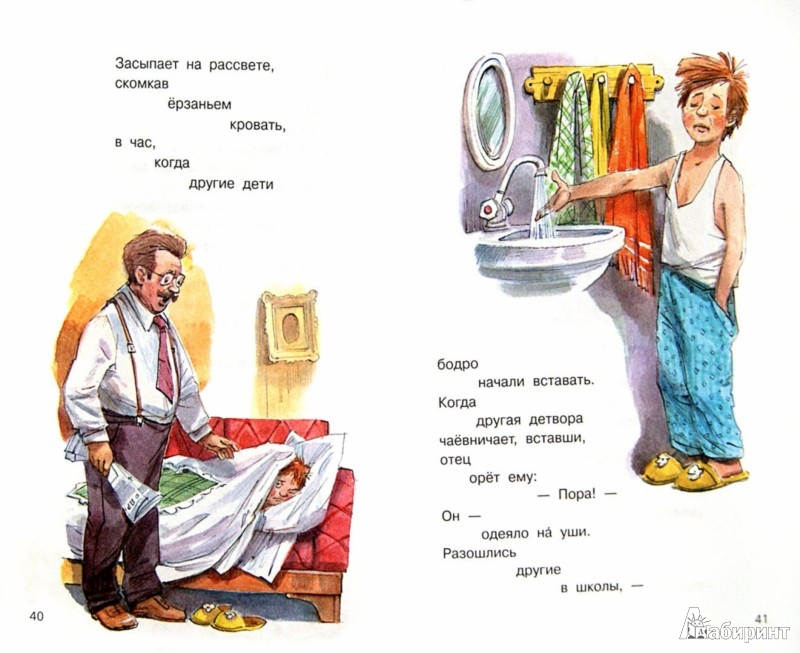 Засыпает на рассвете,
скомкав
ёрзаньем
кровать,
в час,
когда
другие дети
40
бодро
начали вставать.
Когда
другая детвора
чаёвничает, вставши,
отец
орёт ему:
— Пора! —
Он —
одеяло на́ уши.
Разошлись
другие
в школы, —
41
Лабиринт